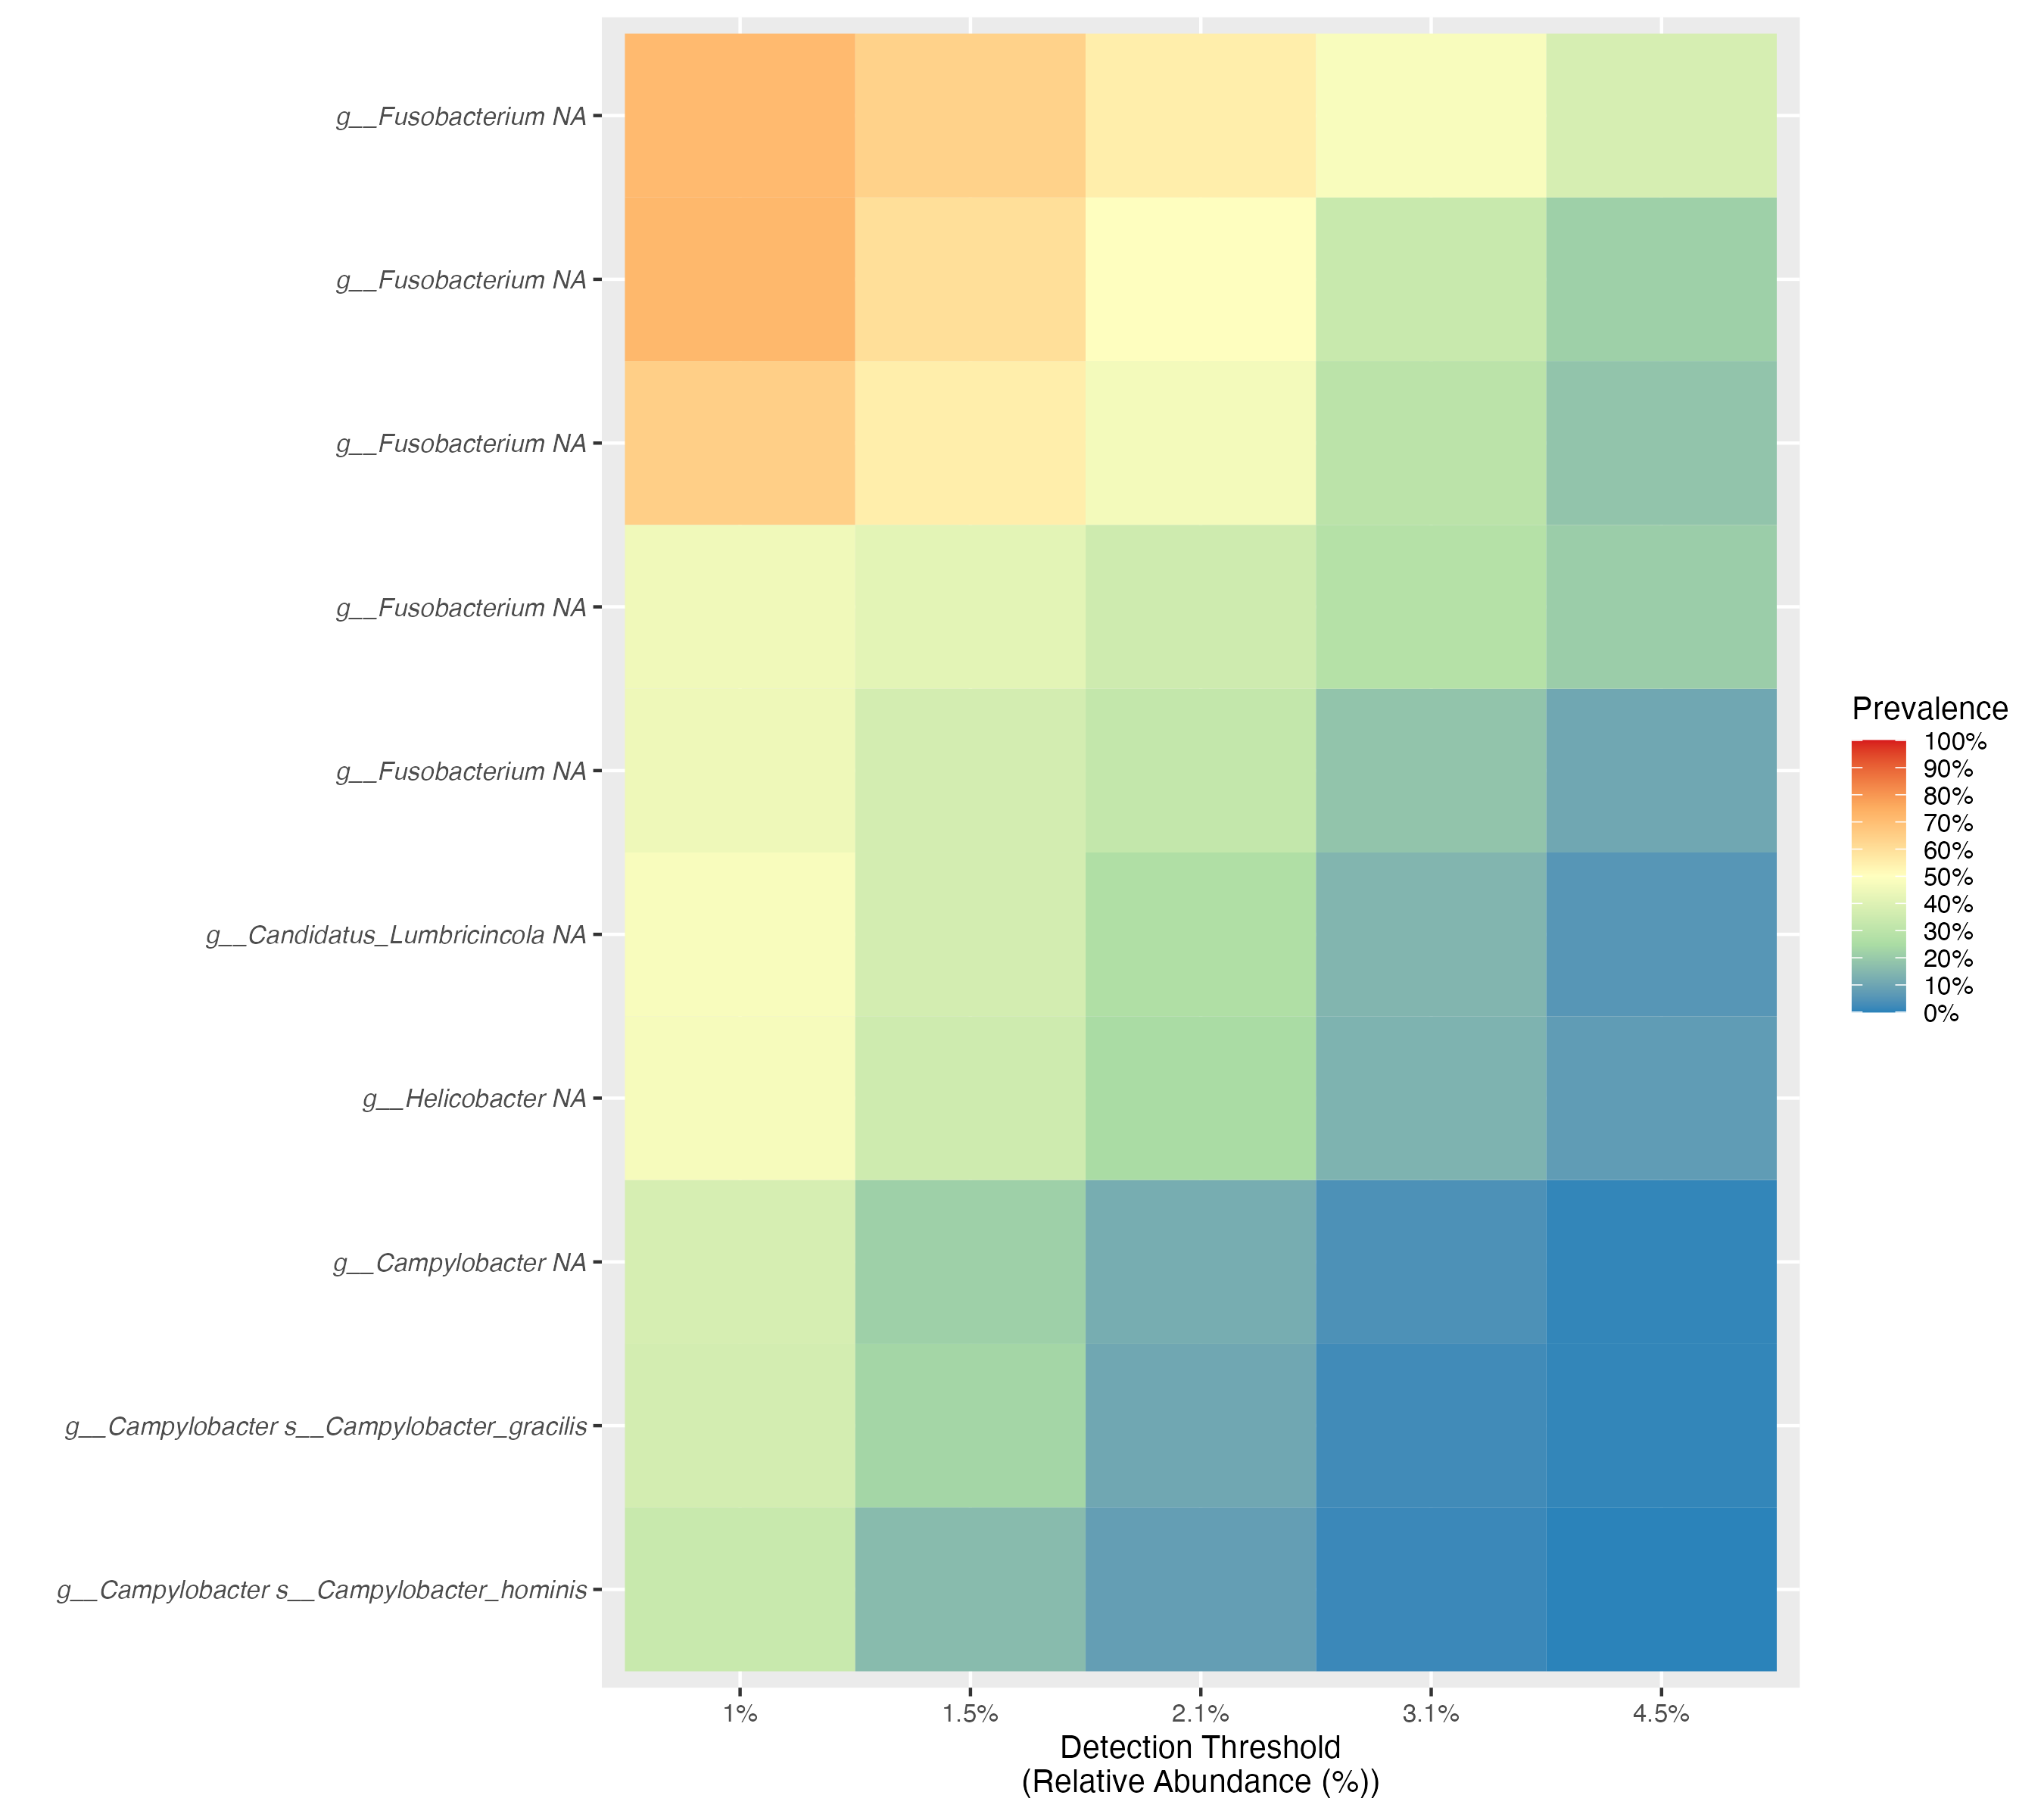 g__Fusobacterium NA
g__Fusobacterium NA
g__Fusobacterium NA
g__Fusobacterium NA
g__Fusobacterium NA
g__Candidatus_Lumbricincola NA
g__Helicobacter NA
g__Campylobacter NA
g__Campylobacter s__Campylobacter_gracilis
g__Campylobacter s__Campylobacter_hominis
1% 1.5% 2.1% 3.1% 4.5%
Detection Threshold
(Relative Abundance (%))
Prevalence
100%
90%
80%
70%
60%
50%
40%
30%
20%
10%
0%